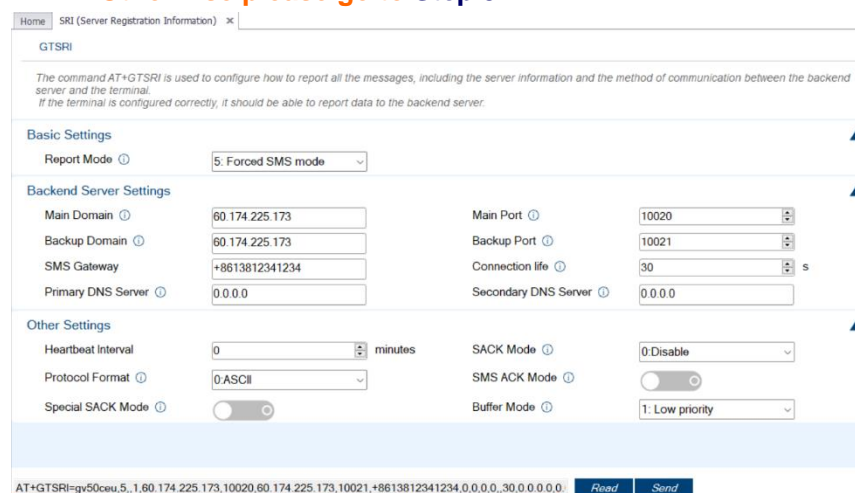 Home SRI (Server Registration Information) ×
GTSRI
The command AT+GTSRI is used to configure how to report all the messages, including the server information and the method of communication between the backend
server and the terminal.
If the terminal is configured correctly, it should be able to report data to the backend server.
Basic Settings
Report Mode 5: Forced SMS mode
Backend Server Settings
Main Domain 60.174.225.173 Main Port 10020
Backup Domain 60.174.225.173 Backup Port 10021
SMS Gateway +8613812341234 Connection life 30 s
Primary DNS Server 0.0.0.0 Secondary DNS Server 0.0.0.0
Other Settings
Heartbeat Interval 0 minutes SACK Mode 0:Disable
Protocol Format 0:ASCII SMS ACK Mode
Special SACK Mode Buffer Mode 1: Low priority
AT+GTSRI=gv50ceu,5,,1,60.174.225.173,10020,60.174.225.173,10021,+8613812341234,0,0,0,0,,30,0.0.0.0,0. Read Send